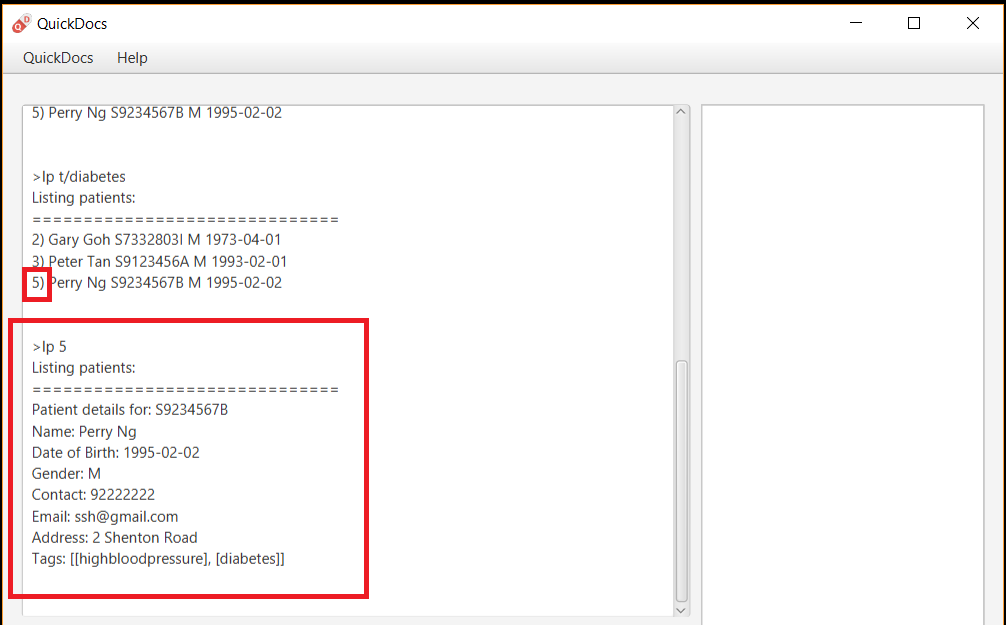 QuickDocs
QuickDocs Help
5) Perry Ng S9234567B M 1995-02-02
>lp t/diabetes
Listing patients:
==============================
2) Gary Goh S7332803I M 1973-04-01
3) Peter Tan S9123456A M 1993-02-01
5) Perry Ng S9234567B M 1995-02-02
>lp 5
Listing patients:
==============================
Patient details for: S9234567B
Name: Perry Ng
Date of Birth: 1995-02-02
Gender: M
Contact: 92222222
Email: ssh@gmail.com
Address: 2 Shenton Road
Tags: [[highbloodpressure], [diabetes]]